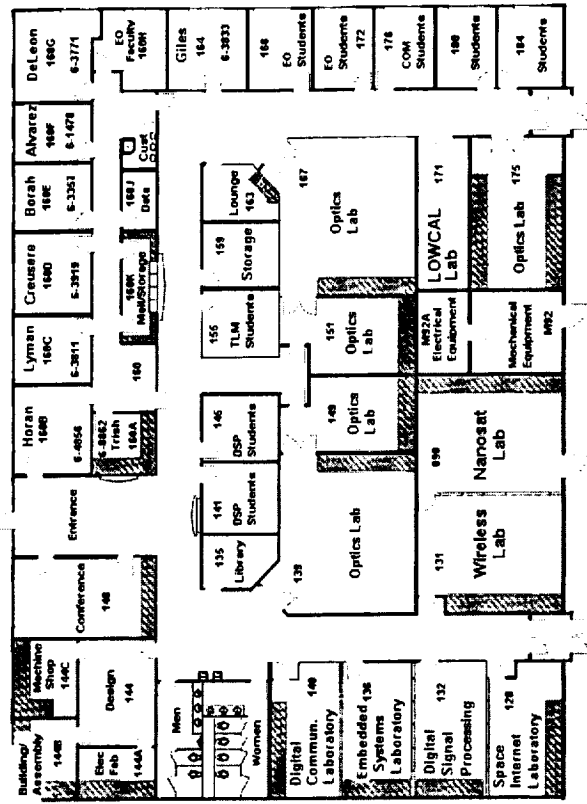 Building/
Assembly
144B
Machine
Shop
144C
Elec
Fab
144A
Design
144
Conference
148
Entrance
Horan
160B
6-4856
6-8862
Trish
160A
Lyman
160C
6-3811
160
Creusere
160D
6-3919
160K
Mail/Storage
Borah
160E
6-3357
160J
Data
Alvarez
160F
6-1478
Cust
DeLeon
160G
6-3771
EO
Faculty
160H
Giles
164
6-3833
168
EO
Students
EO
Students
172
176
COM
Students
180
Students
184
Students
Men
Women
135
Library
141
DSP
Students
146
DSP
Students
155
TLM
Students
159
Storage
Lounge
163
139
Optics Lab
149
Optics
Lab
151
Optics
Lab
167
Optics
Lab
Digital
Commun.
Laboratory
140
Embedded
Systems
Laboratory
136
Digital
Signal
Processing
132
Space
Internet
Laboratory
128
131
Wireless
Lab
Nanosat
Lab
M92A
Electrical
Equipment
Mechanical
Equipment
M92
171
LOWCAL
Lab
175
Optics Lab